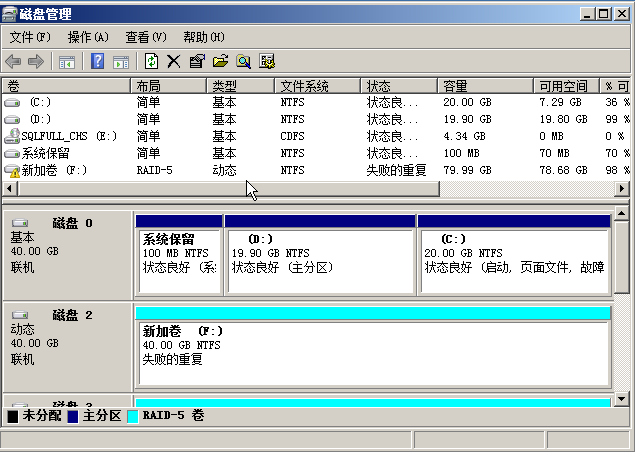 磁盘管理
文件(F) 操作(A) 查看(V) 帮助(H)
卷 布局 类型 文件系统 状态 容量 可用空间 % 可
(C:) 简单 基本 NTFS 状态良... 20.00 GB 7.29 GB 36 %
(D:) 简单 基本 NTFS 状态良... 19.90 GB 19.80 GB 99 %
SQLFULL_CHS (E:) 简单 基本 CDFS 状态良... 4.34 GB 0 MB 0 %
系统保留 简单 基本 NTFS 状态良... 100 MB 70 MB 70 %
新加卷 (F:) RAID-5 动态 NTFS 失败的重复 79.99 GB 78.68 GB 98 %
磁盘 0
基本
40.00 GB
联机
系统保留
100 MB NTFS
状态良好 (系
(D:)
19.90 GB NTFS
状态良好 (主分区)
(C:)
20.00 GB NTFS
状态良好 (启动, 页面文件, 故障
磁盘 2
动态
40.00 GB
联机
新加卷 (F:)
40.00 GB NTFS
失败的重复
磁盘 3
未分配 主分区 RAID-5 卷